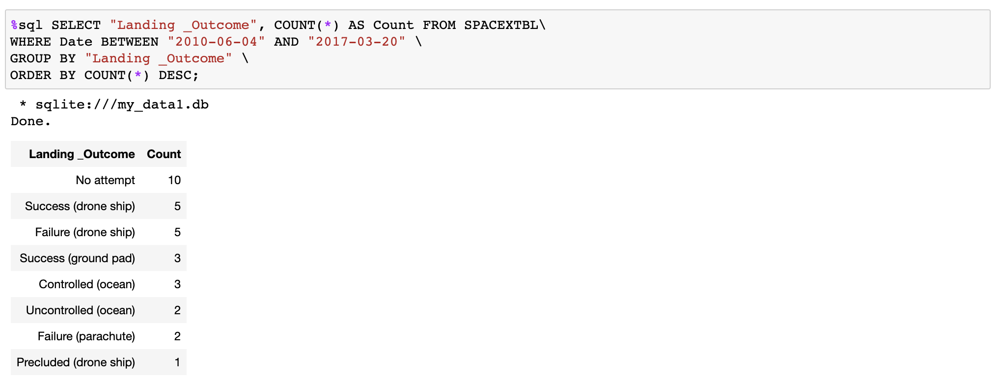 %sql SELECT "Landing _Outcome", COUNT(*) AS Count FROM SPACEXTBL\
WHERE Date BETWEEN "2010-06-04" AND "2017-03-20" \
GROUP BY "Landing _Outcome" \
ORDER BY COUNT(*) DESC;
* sqlite:///my_data1.db
Done.
Landing _Outcome Count
No attempt 10
Success (drone ship) 5
Failure (drone ship) 5
Success (ground pad) 3
Controlled (ocean) 3
Uncontrolled (ocean) 2
Failure (parachute) 2
Precluded (drone ship) 1